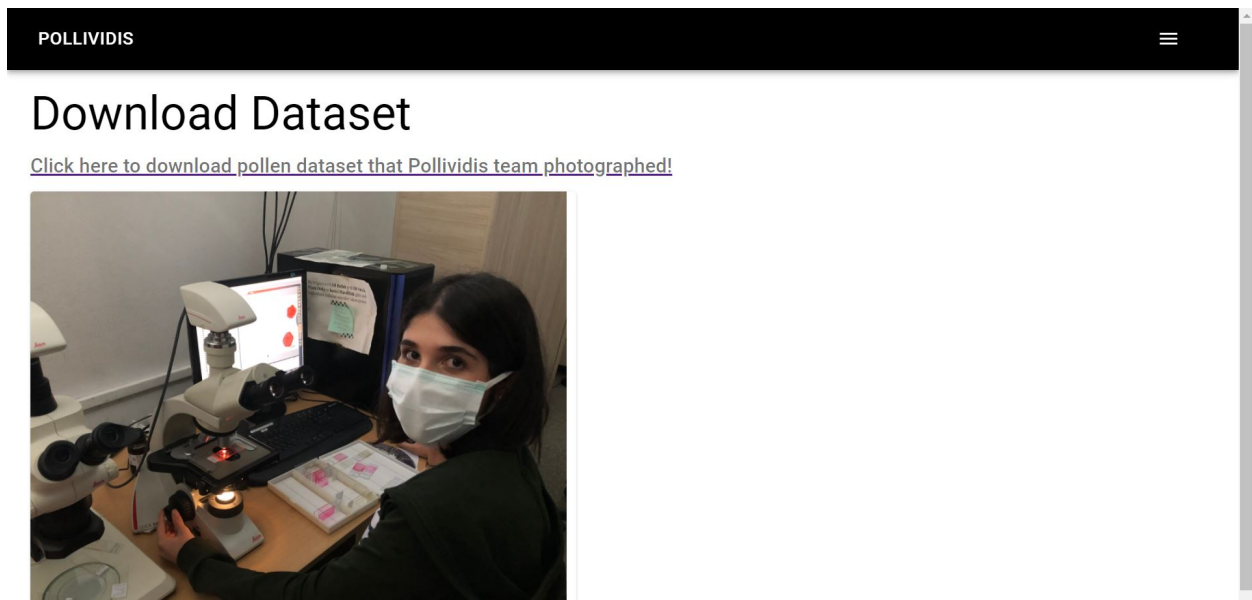 POLLIVIDIS
Download Dataset
Click here to download pollen dataset that Pollividis team photographed!